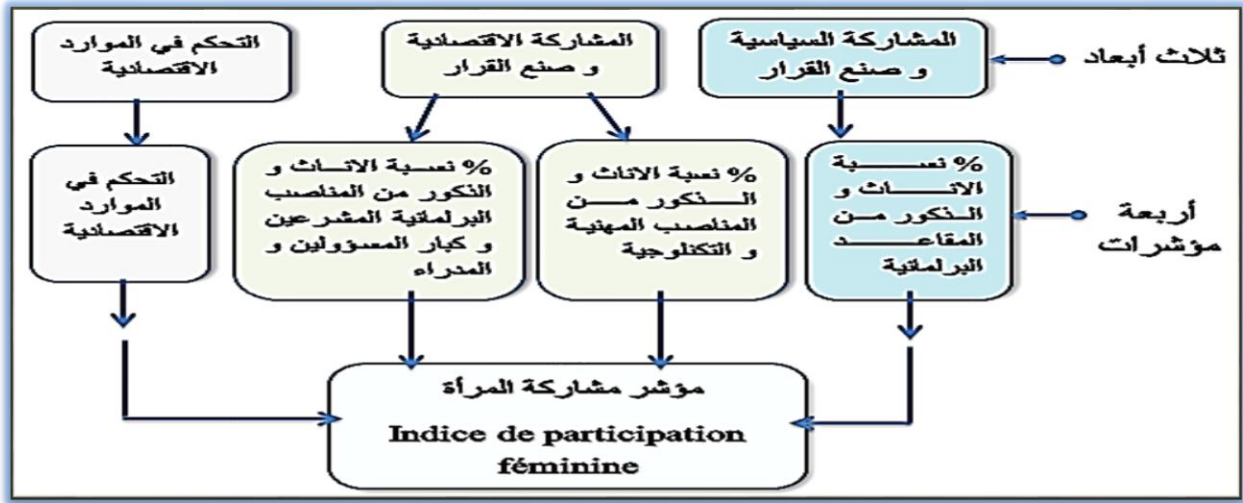 ثلاث أبعاد
المشاركة السياسية
و صنع القرار
المشاركة الاقتصادية
و صنع القرار
التحكم في الموارد
الاقتصادية
أربعة
مؤشرات
% نسبة
الاناث و
الذكور من
المقاعد
البرلمانية
% نسبة الاناث و
الذكور من
المناصب المهنية
و التكنلوجية
% نسبة الاناث و
الذكور من المناصب
البرلمانية المشرعين
و كبار المسؤولين و
المدراء
التحكم في
الموارد
الاقتصادية
مؤشر مشاركة المرأة
Indice de participation
féminine